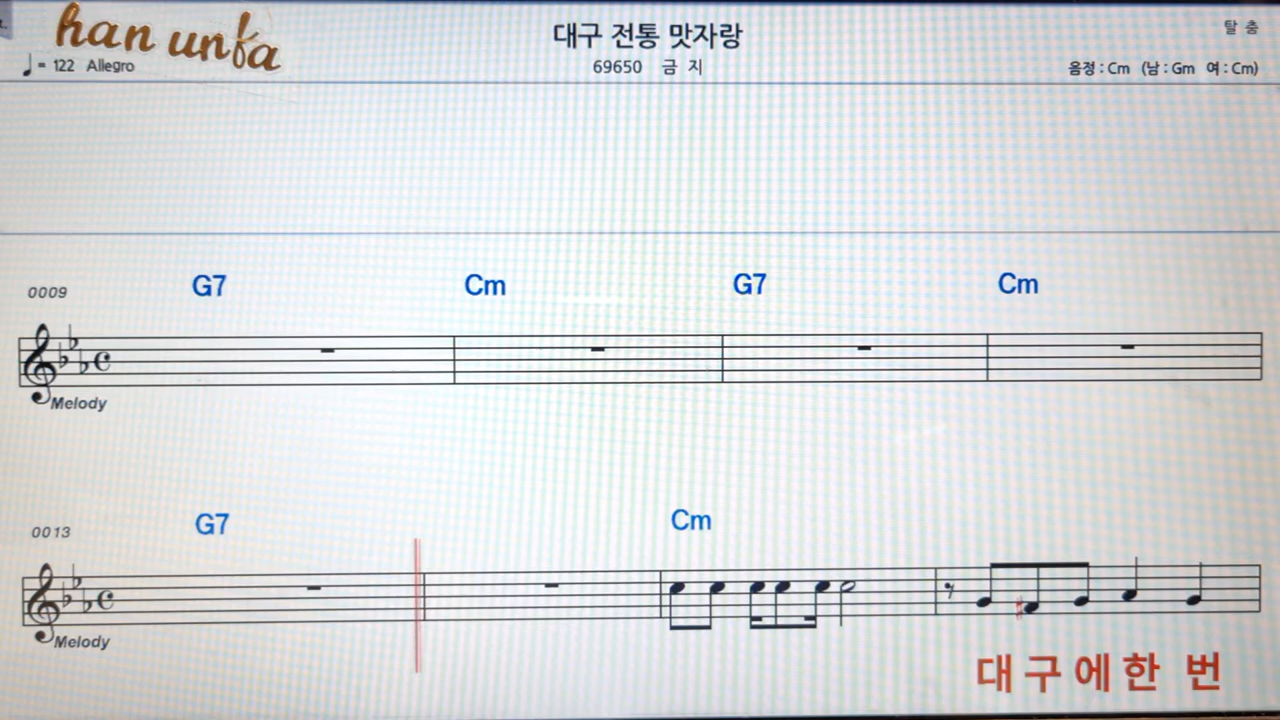 han unfa
대구 전통 맛자랑
탈 춤
♩= 122 Allegro
69650 금 지
음정 : Cm (남 : Gm 여 : Cm)
0009 G7 Cm G7 Cm
Melody
0013 G7 Cm
Melody
대 구 에 한 번